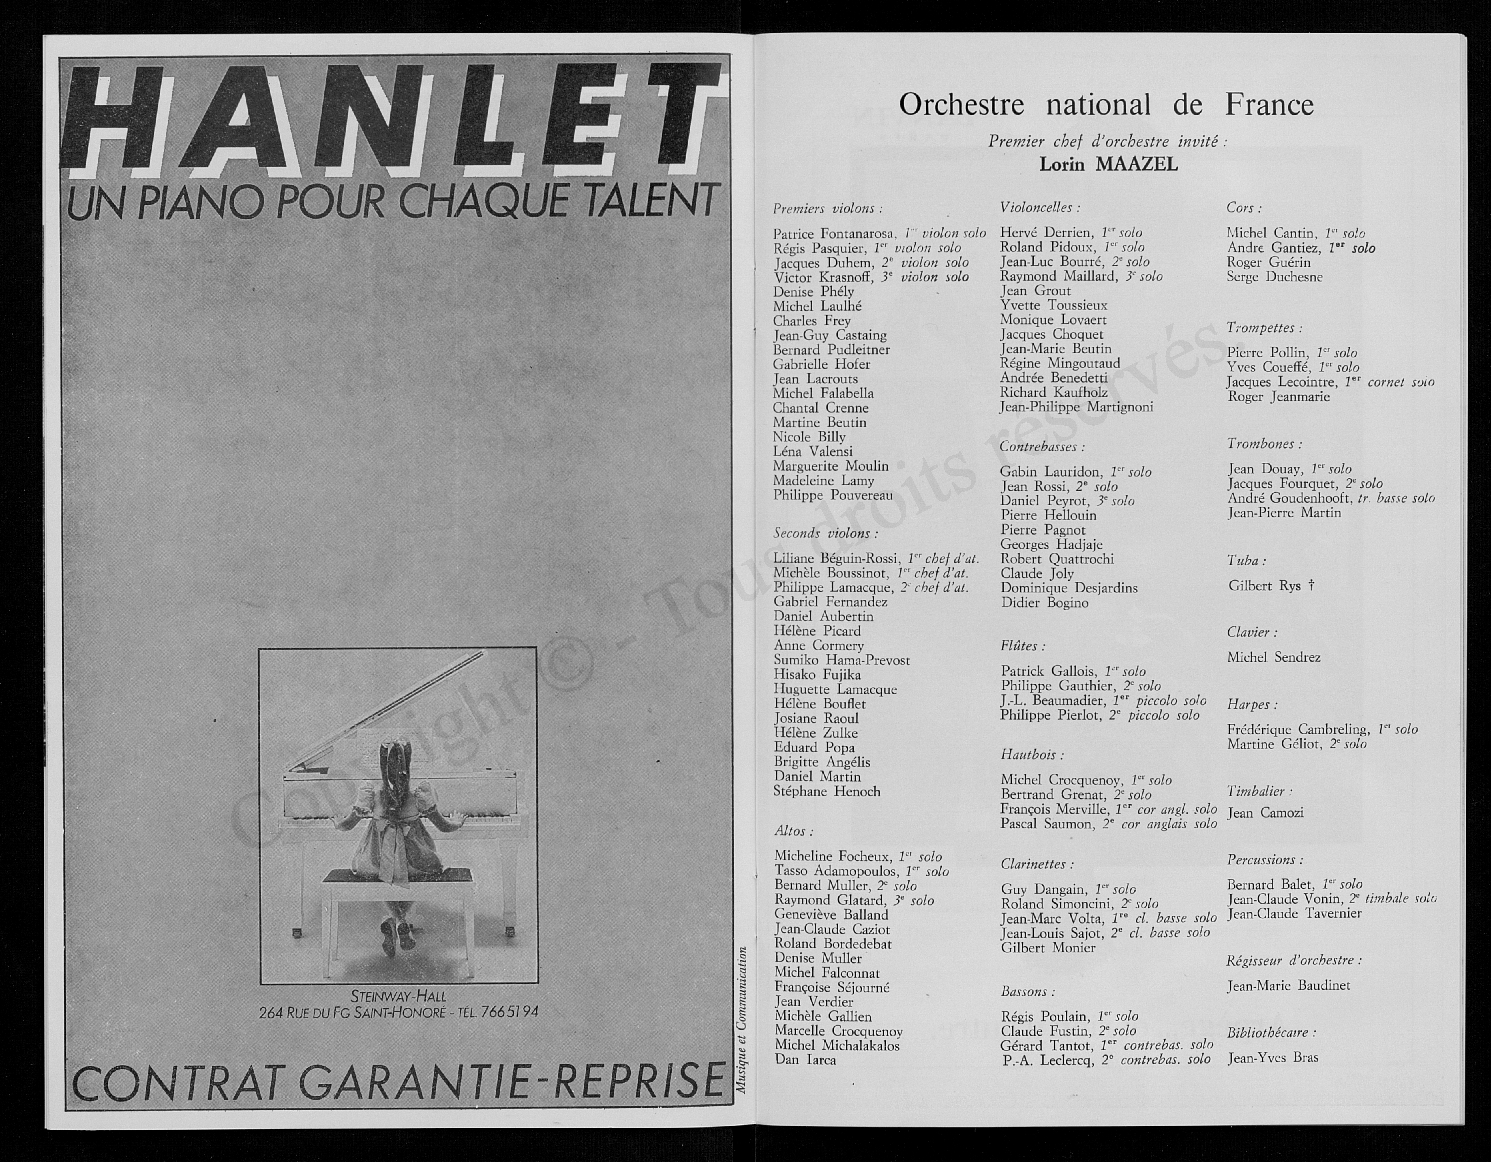 HANLET
UN PIANO POUR CHAQUE TALENT
STEINWAY-HALL
264 RUE DU FG SAINT-HONORÉ - TÉL. 766 51 94
CONTRAT GARANTIE-REPRISE
Musique et Communication
Orchestre national de France
Premier chef d'orchestre invité :
Lorin MAAZEL
Premiers violons :
Patrice Fontanarosa, 1er violon solo
Régis Pasquier, 1er violon solo
Jacques Duhem, 2e violon solo
Victor Krasnoff, 3e violon solo
Denise Phély
Michel Laulhé
Charles Frey
Jean-Guy Castaing
Bernard Pudleitner
Gabrielle Hofer
Jean Lacrouts
Michel Falabella
Chantal Crenne
Martine Beutin
Nicole Billy
Léna Valensi
Marguerite Moulin
Madeleine Lamy
Philippe Pouvereau
Seconds violons :
Liliane Béguin-Rossi, 1er chef d'at.
Michèle Boussinot, 1er chef d'at.
Philippe Lamacque, 2e chef d'at.
Gabriel Fernandez
Daniel Aubertin
Hélène Picard
Anne Cormery
Sumiko Hama-Prevost
Hisako Fujika
Huguette Lamacque
Hélène Bouflet
Josiane Raoul
Hélène Zulke
Eduard Popa
Brigitte Angélis
Daniel Martin
Stéphane Henoch
Altos :
Micheline Focheux, 1er solo
Tasso Adamopoulos, 1er solo
Bernard Muller, 2e solo
Raymond Glatard, 3e solo
Geneviève Balland
Jean-Claude Caziot
Roland Bordedebat
Denise Muller
Michel Falconnat
Françoise Séjourné
Jean Verdier
Michèle Gallien
Marcelle Crocquenoy
Michel Michalakalos
Dan Iarca
Violoncelles :
Hervé Derrien, 1er solo
Roland Pidoux, 1er solo
Jean-Luc Bourré, 2e solo
Raymond Maillard, 3e solo
Jean Grout
Yvette Toussieux
Monique Lovaert
Jacques Choquet
Jean-Marie Beutin
Régine Mingoutaud
Andrée Benedetti
Richard Kaufholz
Jean-Philippe Martignoni
Contrebasses :
Gabin Lauridon, 1er solo
Jean Rossi, 2e solo
Daniel Peyrot, 3e solo
Pierre Hellouin
Pierre Pagnot
Georges Hadjaje
Robert Quattrochi
Claude Joly
Dominique Desjardins
Didier Bogino
Flûtes :
Patrick Gallois, 1er solo
Philippe Gauthier, 2e solo
J.-L. Beaumadier, 1er piccolo solo
Philippe Pierlot, 2e piccolo solo
Hautbois :
Michel Crocquenoy, 1er solo
Bertrand Grenat, 2e solo
François Merville, 1er cor angl. solo
Pascal Saumon, 2e cor anglais solo
Clarinettes :
Guy Dangain, 1er solo
Roland Simoncini, 2e solo
Jean-Marc Volta, 1re cl. basse solo
Jean-Louis Sajot, 2e cl. basse solo
Gilbert Monier
Bassons :
Régis Poulain, 1er solo
Claude Fustin, 2e solo
Gérard Tantot, 1er contrebas. solo
P.-A. Leclercq, 2e contrebas. solo
Cors :
Michel Cantin, 1er solo
André Gantiez, 1er solo
Roger Guérin
Serge Duchesne
Trompettes :
Pierre Pollin, 1er solo
Yves Coueffé, 1er solo
Jacques Lecointre, 1er cornet solo
Roger Jeanmarie
Trombones :
Jean Douay, 1er solo
Jacques Fourquet, 2e solo
André Goudenhooft, tr. basse solo
Jean-Pierre Martin
Tuba :
Gilbert Rys †
Clavier :
Michel Sendrez
Harpes :
Frédérique Cambreling, 1er solo
Martine Géliot, 2e solo
Timbalier :
Jean Camozi
Percussions :
Bernard Balet, 1er solo
Jean-Claude Vonin, 2e timbale solo
Jean-Claude Tavernier
Régisseur d'orchestre :
Jean-Marie Baudinet
Bibliothécaire :
Jean-Yves Bras
Copyright © - Tous droits réservés.